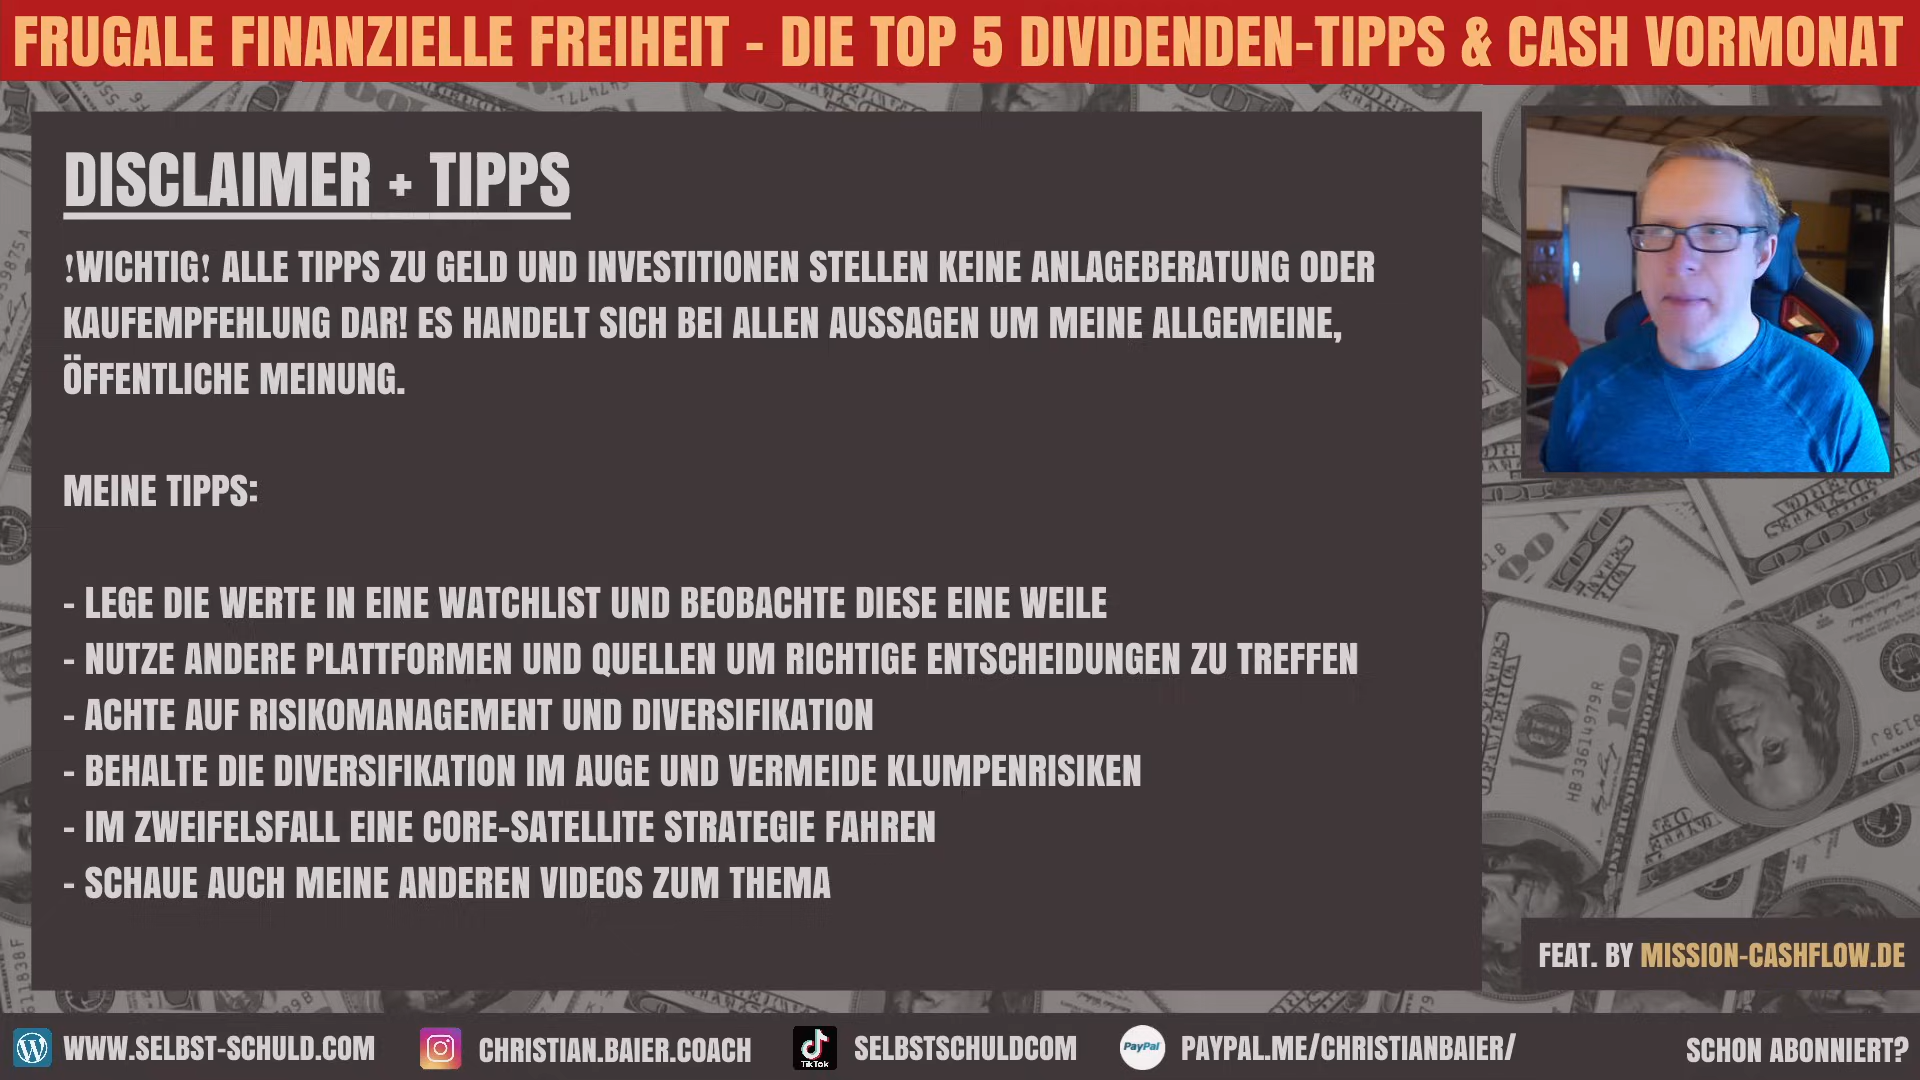 FRUGALE FINANZIELLE FREIHEIT - DIE TOP 5 DIVIDENDEN-TIPPS & CASH VORMONAT
DISCLAIMER + TIPPS
!WICHTIG! ALLE TIPPS ZU GELD UND INVESTITIONEN STELLEN KEINE ANLAGEBERATUNG ODER
KAUFEMPFEHLUNG DAR! ES HANDELT SICH BEI ALLEN AUSSAGEN UM MEINE ALLGEMEINE,
ÖFFENTLICHE MEINUNG.
MEINE TIPPS:
- LEGE DIE WERTE IN EINE WATCHLIST UND BEOBACHTE DIESE EINE WEILE
- NUTZE ANDERE PLATTFORMEN UND QUELLEN UM RICHTIGE ENTSCHEIDUNGEN ZU TREFFEN
- ACHTE AUF RISIKOMANAGEMENT UND DIVERSIFIKATION
- BEHALTE DIE DIVERSIFIKATION IM AUGE UND VERMEIDE KLUMPENRISIKEN
- IM ZWEIFELSFALL EINE CORE-SATELLITE STRATEGIE FAHREN
- SCHAUE AUCH MEINE ANDEREN VIDEOS ZUM THEMA
HB33614979R
100
FEAT. BY MISSION-CASHFLOW.DE
WWW.SELBST-SCHULD.COM
CHRISTIAN.BAIER.COACH
TikTok
SELBSTSCHULDCOM
PayPal
PAYPAL.ME/CHRISTIANBAIER/
SCHON ABONNIERT?